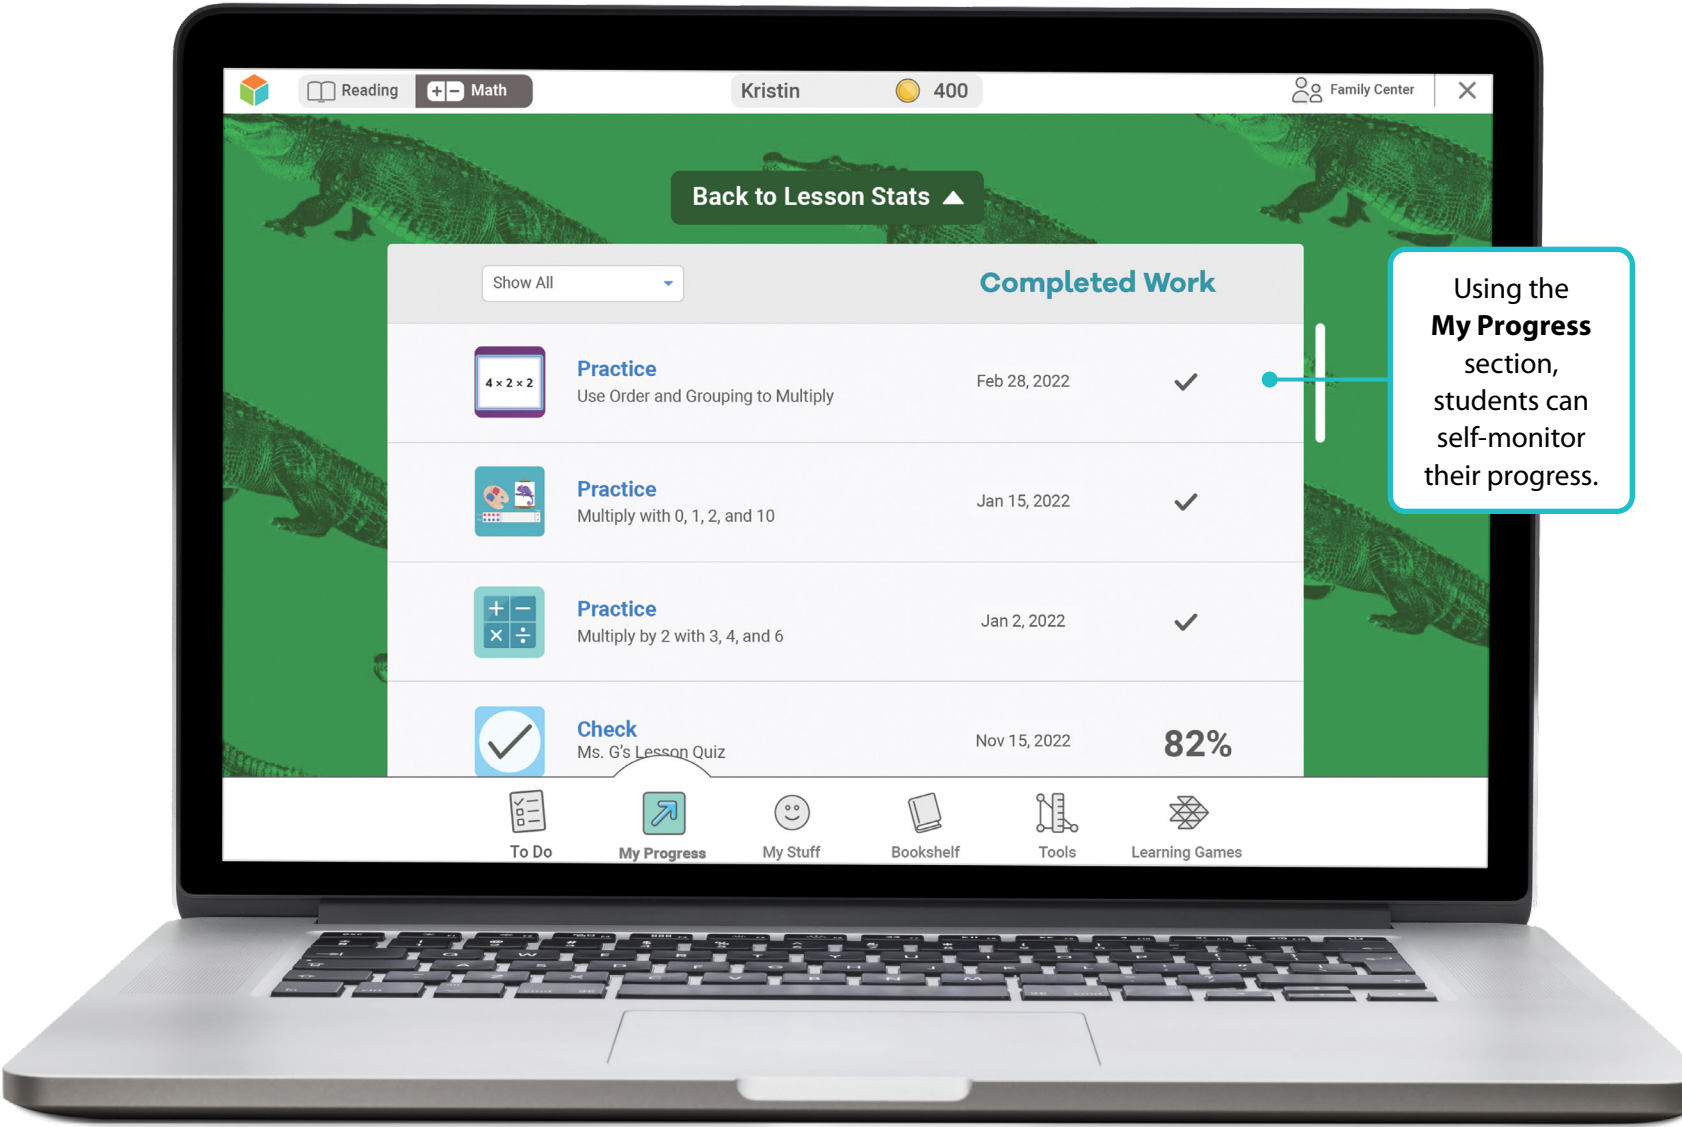 Reading
Math
Kristin
400
Family Center
Back to Lesson Stats
Show All
Completed Work
4 × 2 × 2
Practice
Use Order and Grouping to Multiply
Feb 28, 2022
Practice
Multiply with 0, 1, 2, and 10
Jan 15, 2022
Practice
Multiply by 2 with 3, 4, and 6
Jan 2, 2022
Check
Ms. G's Lesson Quiz
Nov 15, 2022
82%
To Do
My Progress
My Stuff
Bookshelf
Tools
Learning Games
Using the
My Progress
section,
students can
self-monitor
their progress.